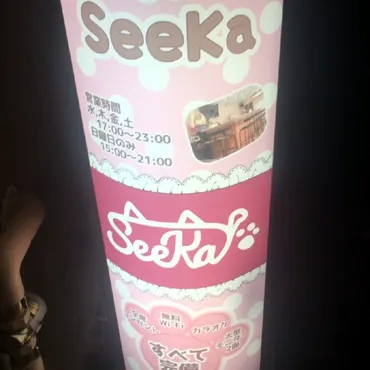 SeeKa
営業時間
水,木,金,土
17:00〜23:00
日曜日のみ
15:00〜21:00
SeeKa
無料
Wi-Fi
カラオケ
すべて
完備